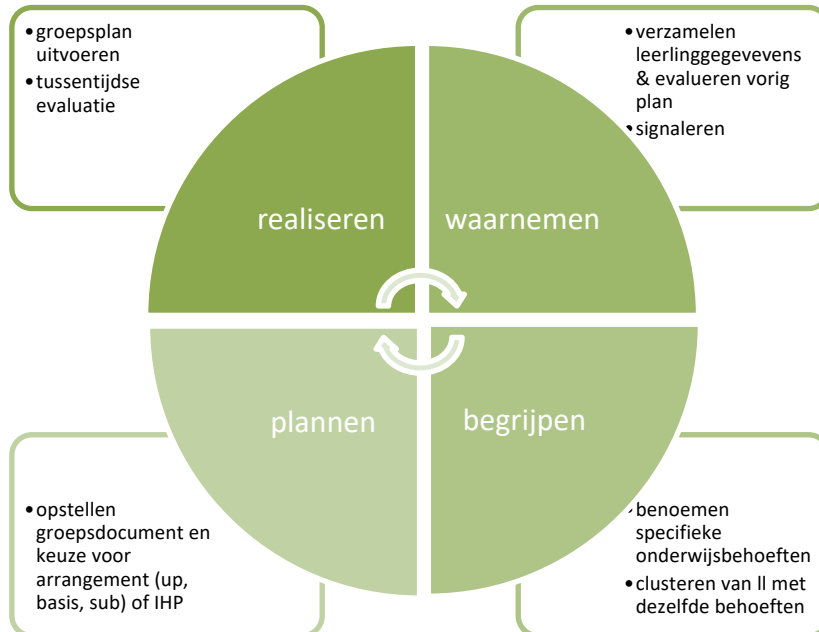 •groepsplan
uitvoeren
•tussentijdse
evaluatie
•verzamelen
leerlinggegevevens
& evalueren vorig
plan
•signaleren
realiseren
waarnemen
plannen
begrijpen
•opstellen
groepsdocument en
keuze voor
arrangement (up,
basis, sub) of IHP
•benoemen
specifieke
onderwijsbehoeften
•clusteren van ll met
dezelfde behoeften